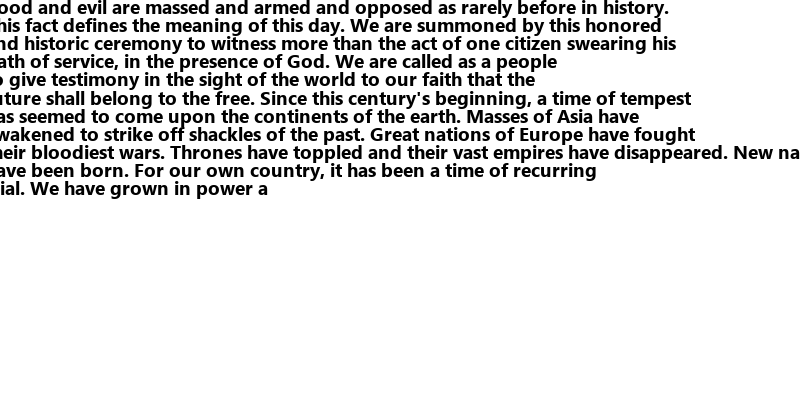 ood and evil are massed and armed and opposed as rarely before in history.
his fact defines the meaning of this day. We are summoned by this honored
nd historic ceremony to witness more than the act of one citizen swearing his
ath of service, in the presence of God. We are called as a people
o give testimony in the sight of the world to our faith that the
uture shall belong to the free. Since this century's beginning, a time of tempest
as seemed to come upon the continents of the earth. Masses of Asia have
wakened to strike off shackles of the past. Great nations of Europe have fought
heir bloodiest wars. Thrones have toppled and their vast empires have disappeared. New na
ave been born. For our own country, it has been a time of recurring
ial. We have grown in power a